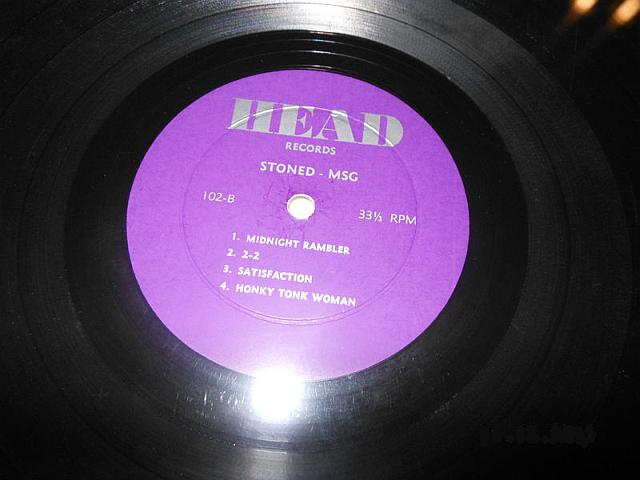 HEAD
RECORDS
STONED - MSG
102-B
33⅓ RPM
1. MIDNIGHT RAMBLER
2. 2-2
3. SATISFACTION
4. HONKY TONK WOMAN